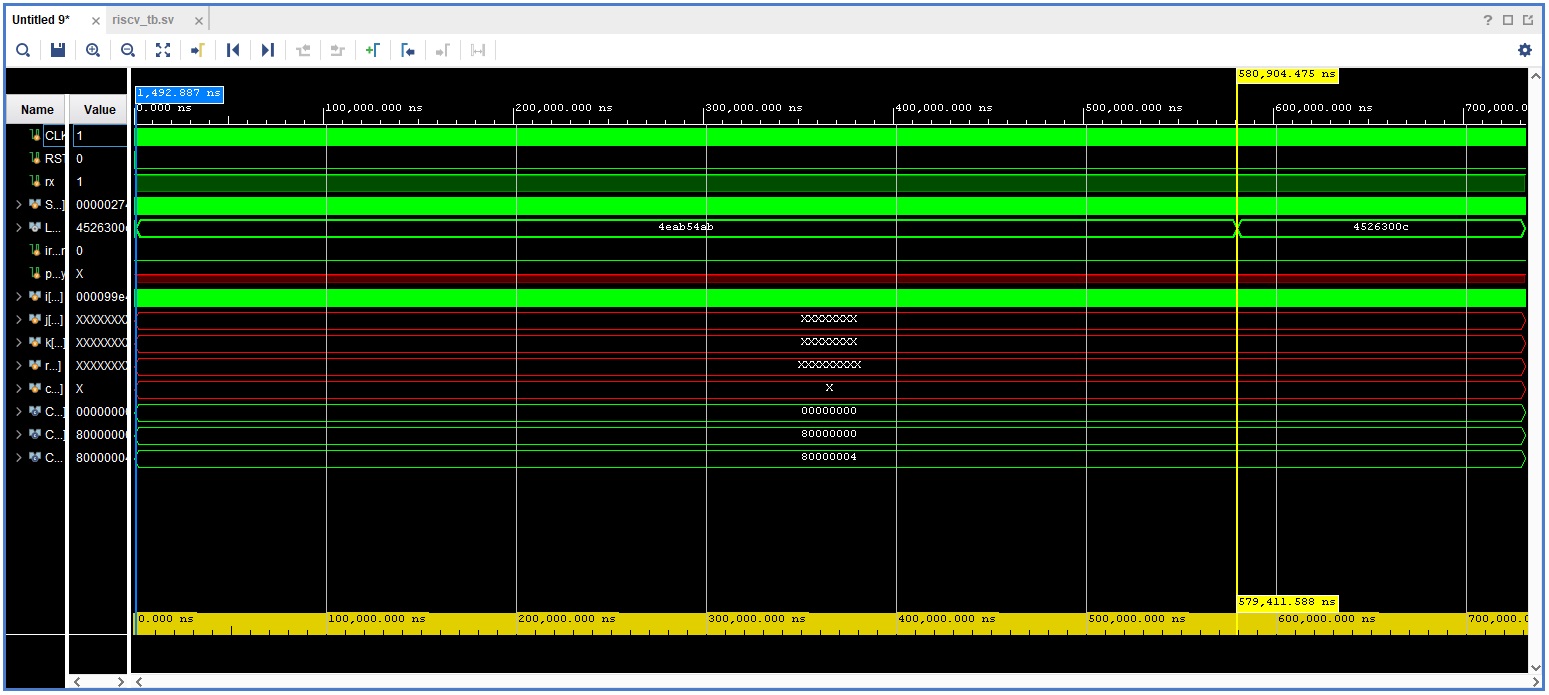 Untitled 9*
riscv_tb.sv
580,904.475 ns
1,492.887 ns
0.000 ns 100,000.000 ns 200,000.000 ns 300,000.000 ns 400,000.000 ns 500,000.000 ns 600,000.000 ns 700,000.0
Name Value
CLK 1
RST 0
rx 1
S...] 00000027
L... 4526300 4eab54ab 4526300c
ir...r 0
p...y X
i[...] 000099e
j[...] XXXXXXX XXXXXXXX
k[...] XXXXXXX XXXXXXXX
r...] XXXXXXX XXXXXXXXX
c...] X X
C...] 0000000 00000000
C...] 8000000 80000000
C... 8000000 80000004
579,411.588 ns
0.000 ns 100,000.000 ns 200,000.000 ns 300,000.000 ns 400,000.000 ns 500,000.000 ns 600,000.000 ns 700,000.0